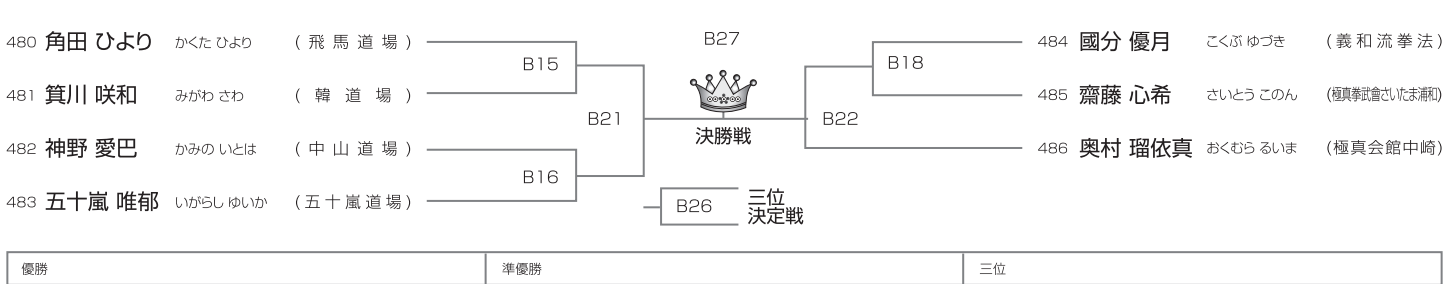 480 角田 ひより かくた ひより (飛馬道場)
481 箕川 咲和 みがわ さわ (韓道場)
482 神野 愛巴 かみの いとは (中山道場)
483 五十嵐 唯郁 いがらし ゆいか (五十嵐道場)
B15
B16
B21
B27
決勝戦
B26 三位
決定戦
B22
B18
484 國分 優月 こくぶ ゆづき (義和流拳法)
485 齋藤 心希 さいとう このん (極真拳武會さいたま浦和)
486 奥村 瑠依真 おくむら るいま (極真会館中崎)
優勝 準優勝 三位